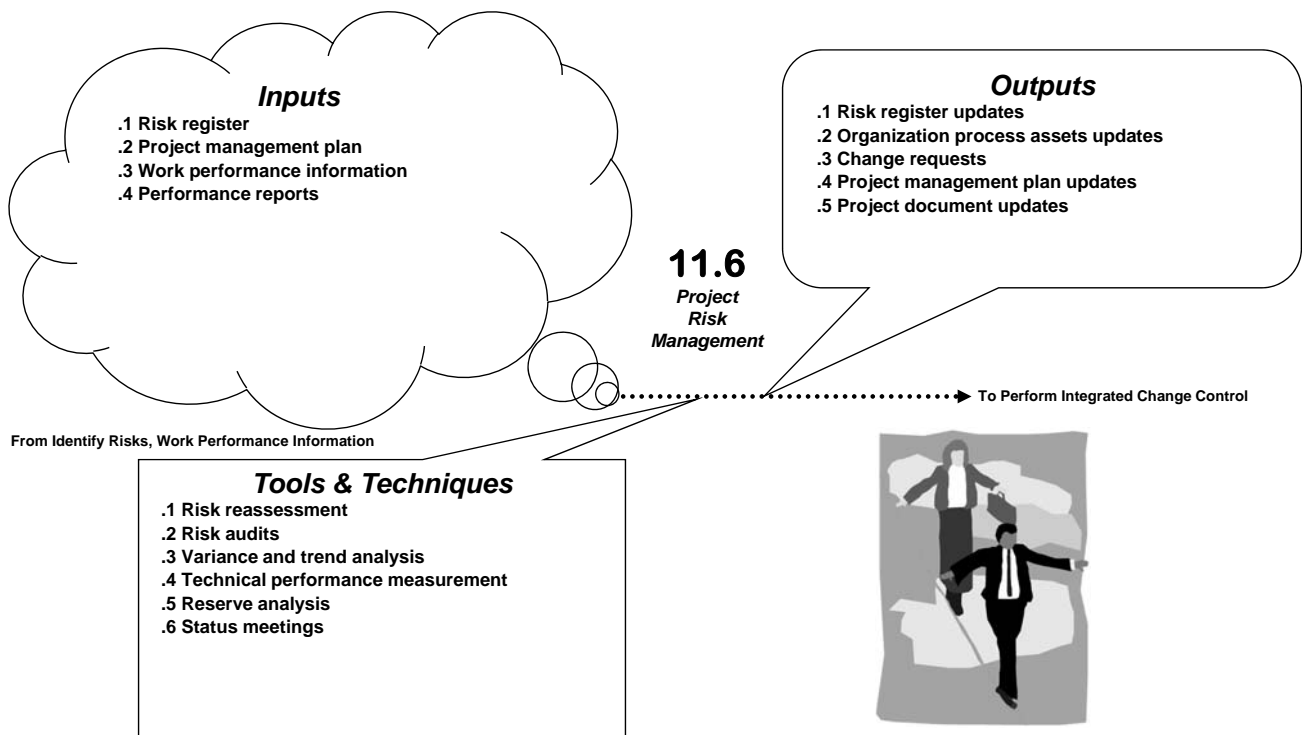 Inputs
.1 Risk register
.2 Project management plan
.3 Work performance information
.4 Performance reports
Outputs
.1 Risk register updates
.2 Organization process assets updates
.3 Change requests
.4 Project management plan updates
.5 Project document updates
11.6
Project
Risk
Management
To Perform Integrated Change Control
From Identify Risks, Work Performance Information
Tools & Techniques
.1 Risk reassessment
.2 Risk audits
.3 Variance and trend analysis
.4 Technical performance measurement
.5 Reserve analysis
.6 Status meetings